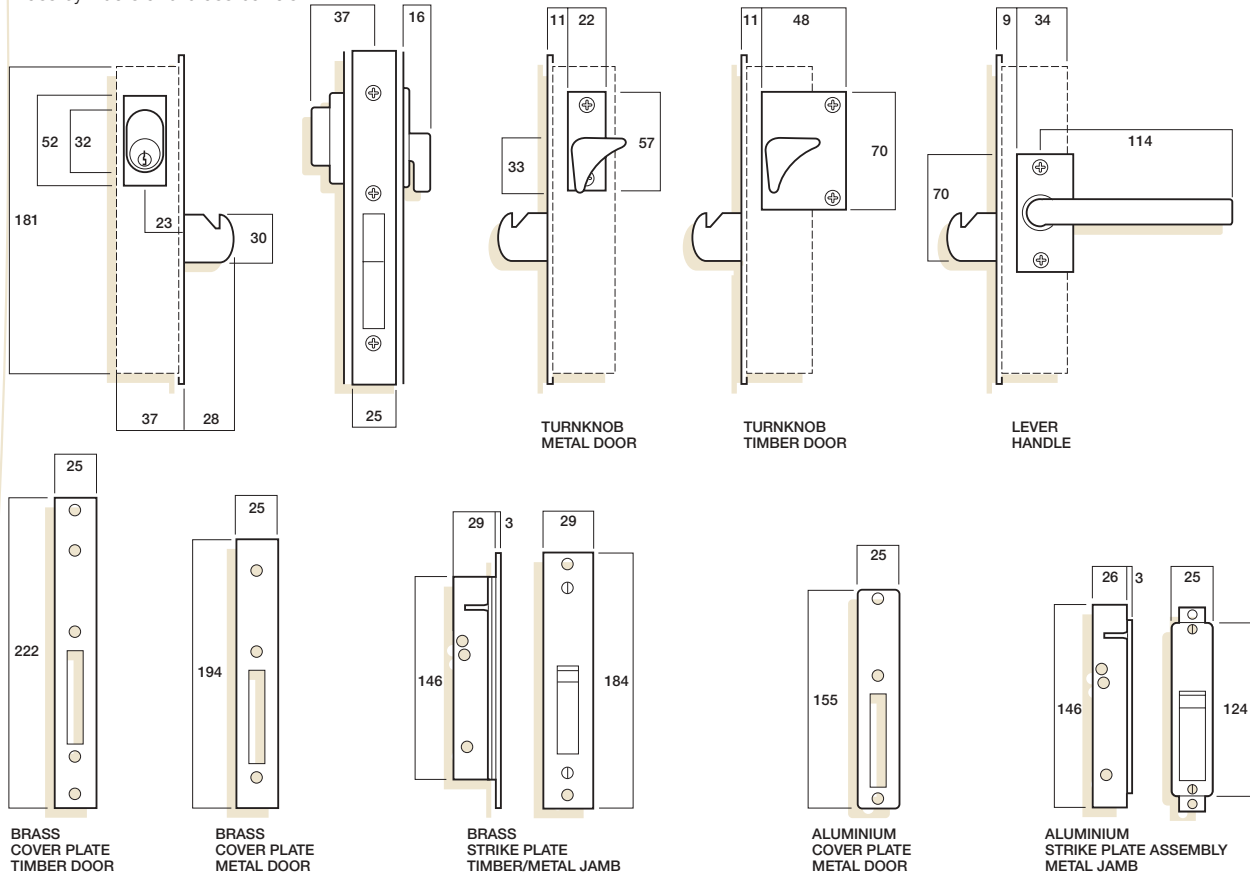 37
16
11 22
11 48
9 34
52
32
33
57
70
114
70
181
23
30
37 28
25
TURNKNOB
METAL DOOR
TURNKNOB
TIMBER DOOR
LEVER
HANDLE
25
222
25
194
29 3
29
146
184
25
155
26 3
25
146
124
BRASS
COVER PLATE
TIMBER DOOR
BRASS
COVER PLATE
METAL DOOR
BRASS
STRIKE PLATE
TIMBER/METAL JAMB
ALUMINIUM
COVER PLATE
METAL DOOR
ALUMINIUM
STRIKE PLATE ASSEMBLY
METAL JAMB